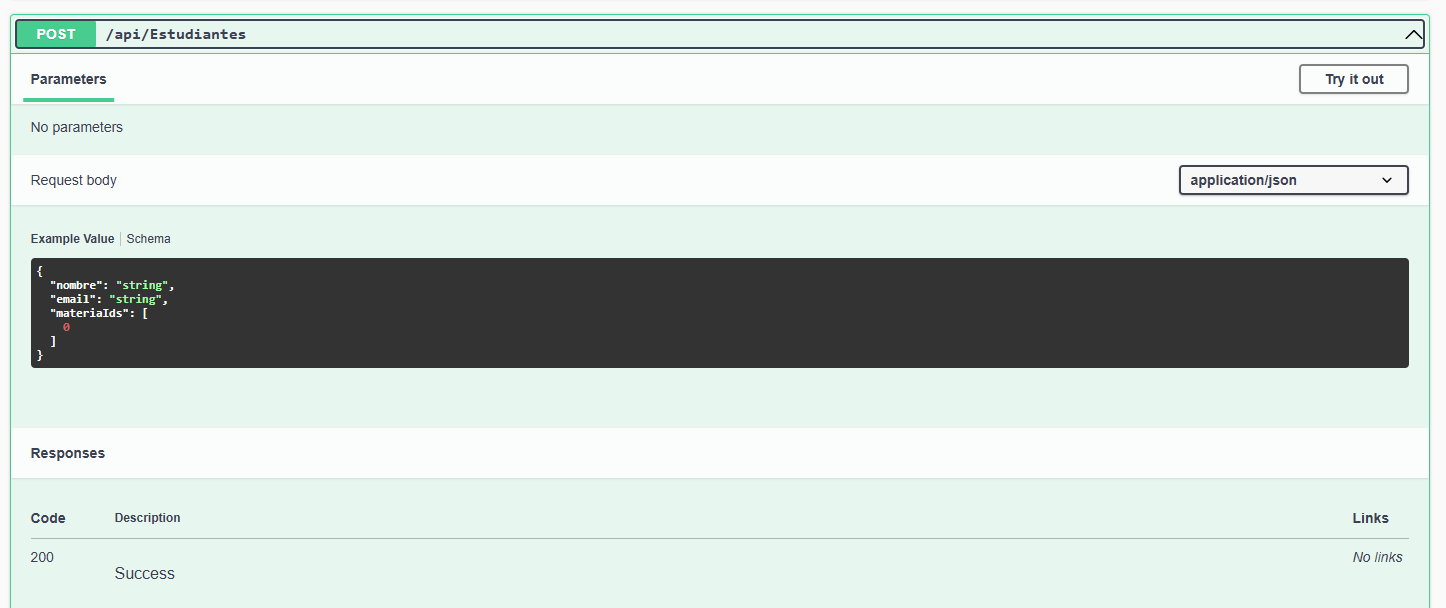 POST /api/Estudiantes
Parameters Try it out
No parameters
Request body application/json
Example Value Schema
{
"nombre": "string",
"email": "string",
"materiaIds": [
0
]
}
Responses
Code Description Links
200 Success No links